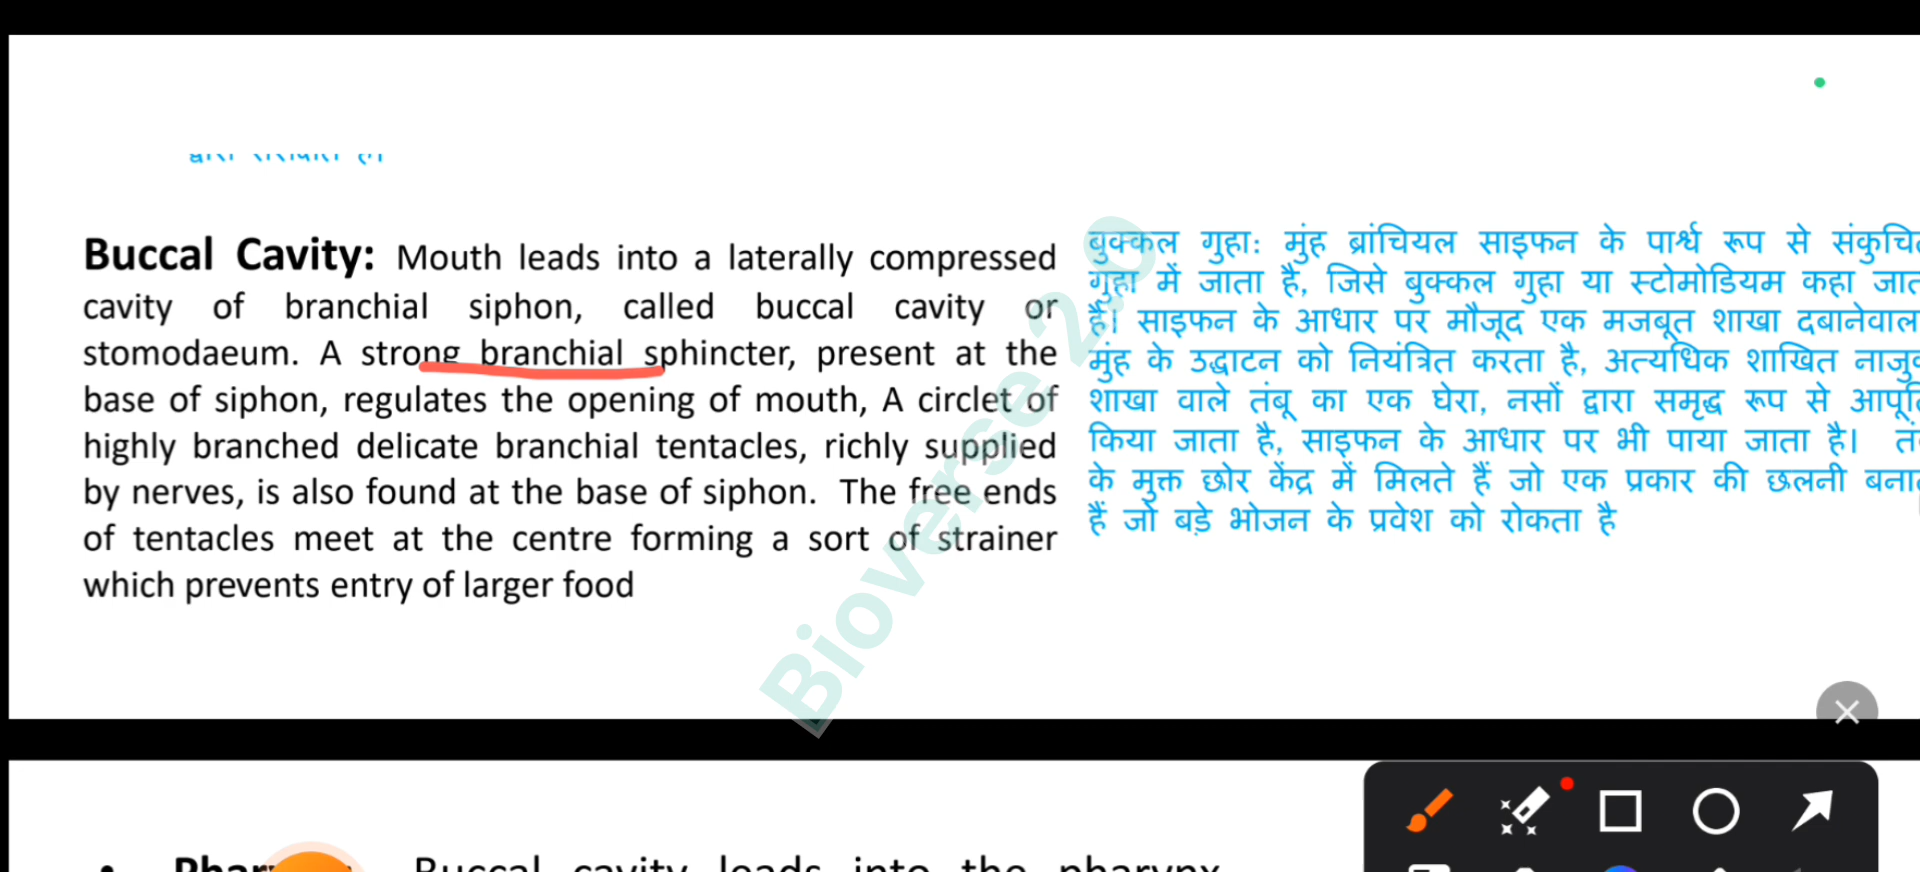 Buccal Cavity: Mouth leads into a laterally compressed
cavity of branchial siphon, called buccal cavity or
stomodaeum. A strong branchial sphincter, present at the
base of siphon, regulates the opening of mouth, A circlet of
highly branched delicate branchial tentacles, richly supplied
by nerves, is also found at the base of siphon. The free ends
of tentacles meet at the centre forming a sort of strainer
which prevents entry of larger food
बुक्कल गुहा: मुंह ब्रांचियल साइफन के पार्श्व रूप से
गुहा में जाता है, जिसे बुक्कल गुहा या स्टोमोडियम कहा
है। साइफन के आधार पर मौजूद एक मजबूत शाखा
मुंह के उद्घाटन को नियंत्रित करता है, अत्यधिक शाखित
शाखा वाले तंबू का एक घेरा, नसों द्वारा समृद्ध रूप से
किया जाता है, साइफन के आधार पर भी पाया जाता है।
के मुक्त छोर केंद्र में मिलते हैं जो एक प्रकार की छलनी
हैं जो बड़े भोजन के प्रवेश को रोकता है
Bioverse 2.0
Buccal cavity leads into the pharynx